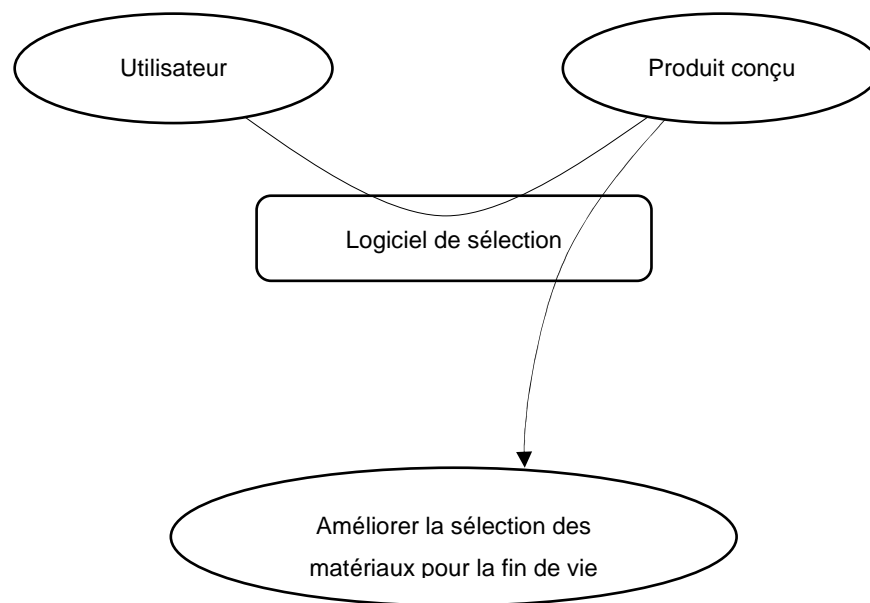 Utilisateur
Produit conçu
Logiciel de sélection
Améliorer la sélection des
matériaux pour la fin de vie